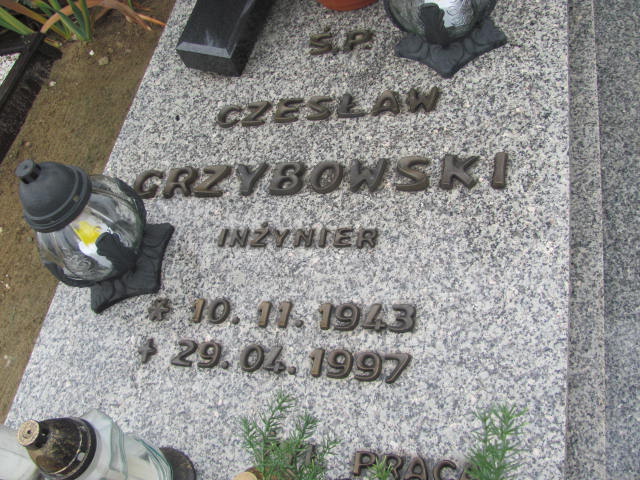 Ś.P.
CZESŁAW
GRZYBOWSKI
INŻYNIER
* 10. 11. 1943
+ 29. 04. 1997